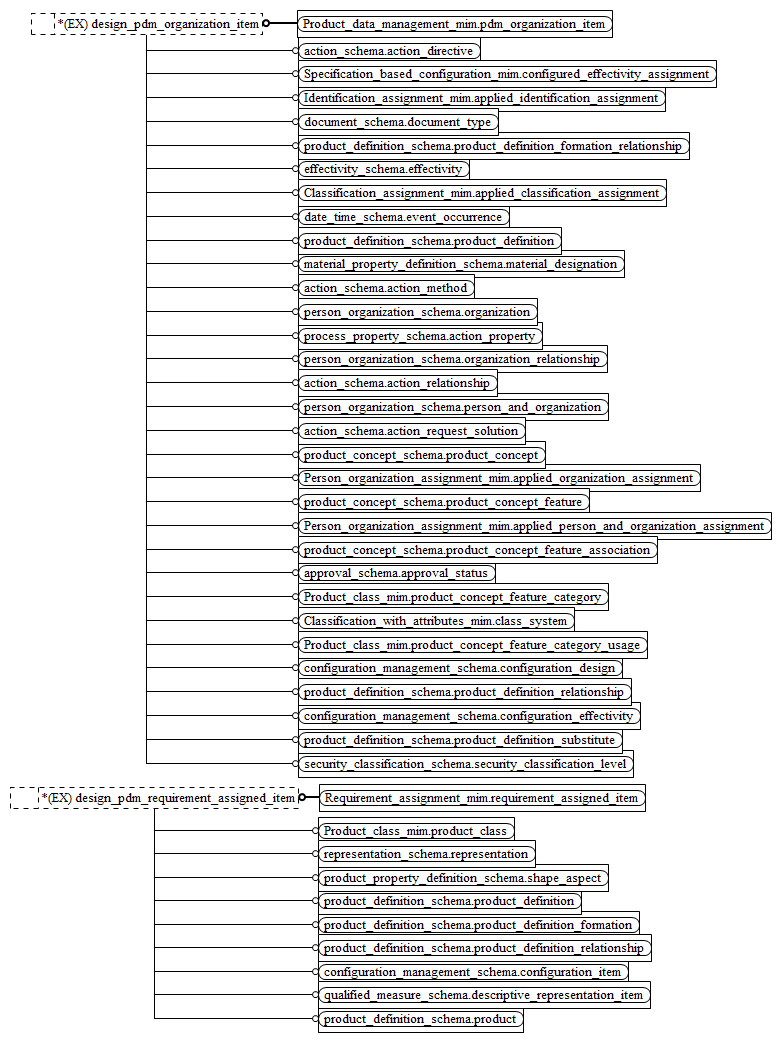 *(EX) design_pdm_organization_item
Product_data_management_mim.pdm_organization_item
action_schema.action_directive
Specification_based_configuration_mim.configured_effectivity_assignment
Identification_assignment_mim.applied_identification_assignment
document_schema.document_type
product_definition_schema.product_definition_formation_relationship
effectivity_schema.effectivity
Classification_assignment_mim.applied_classification_assignment
date_time_schema.event_occurrence
product_definition_schema.product_definition
material_property_definition_schema.material_designation
action_schema.action_method
person_organization_schema.organization
process_property_schema.action_property
person_organization_schema.organization_relationship
action_schema.action_relationship
person_organization_schema.person_and_organization
action_schema.action_request_solution
product_concept_schema.product_concept
Person_organization_assignment_mim.applied_organization_assignment
product_concept_schema.product_concept_feature
Person_organization_assignment_mim.applied_person_and_organization_assignment
product_concept_schema.product_concept_feature_association
approval_schema.approval_status
Product_class_mim.product_concept_feature_category
Classification_with_attributes_mim.class_system
Product_class_mim.product_concept_feature_category_usage
configuration_management_schema.configuration_design
product_definition_schema.product_definition_relationship
configuration_management_schema.configuration_effectivity
product_definition_schema.product_definition_substitute
security_classification_schema.security_classification_level
*(EX) design_pdm_requirement_assigned_item
Requirement_assignment_mim.requirement_assigned_item
Product_class_mim.product_class
representation_schema.representation
product_property_definition_schema.shape_aspect
product_definition_schema.product_definition
product_definition_schema.product_definition_formation
product_definition_schema.product_definition_relationship
configuration_management_schema.configuration_item
qualified_measure_schema.descriptive_representation_item
product_definition_schema.product